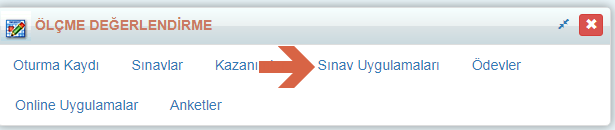 ÖLÇME DEĞERLENDİRME
Oturma Kaydı Sınavlar Sınav Uygulamaları Ödevler
Online Uygulamalar Anketler